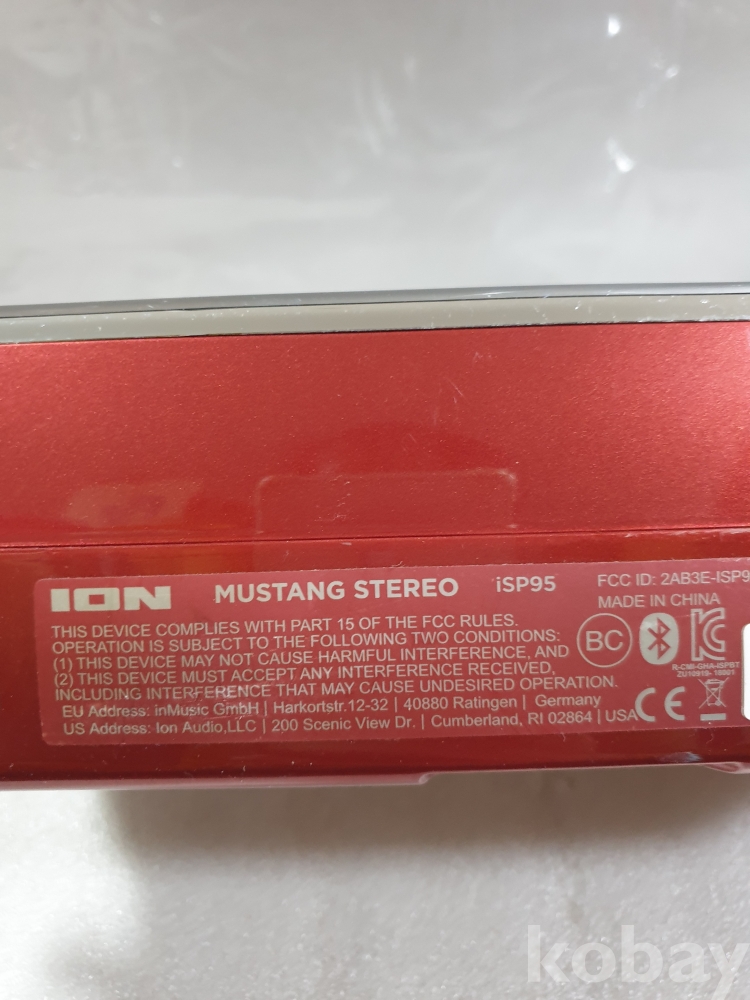 ION MUSTANG STEREO iSP95 FCC ID: 2AB3E-ISP9
MADE IN CHINA
THIS DEVICE COMPLIES WITH PART 15 OF THE FCC RULES.
OPERATION IS SUBJECT TO THE FOLLOWING TWO CONDITIONS:
(1) THIS DEVICE MAY NOT CAUSE HARMFUL INTERFERENCE, AND
(2) THIS DEVICE MUST ACCEPT ANY INTERFERENCE RECEIVED,
INCLUDING INTERFERENCE THAT MAY CAUSE UNDESIRED OPERATION.
BC
R-CMI-GHA-ISPBT
EU Address: inMusic GmbH | Harkortstr.12-32 | 40880 Ratingen | Germany
US Address: Ion Audio,LLC | 200 Scenic View Dr. | Cumberland, RI 02864 | USA
CE
kobay